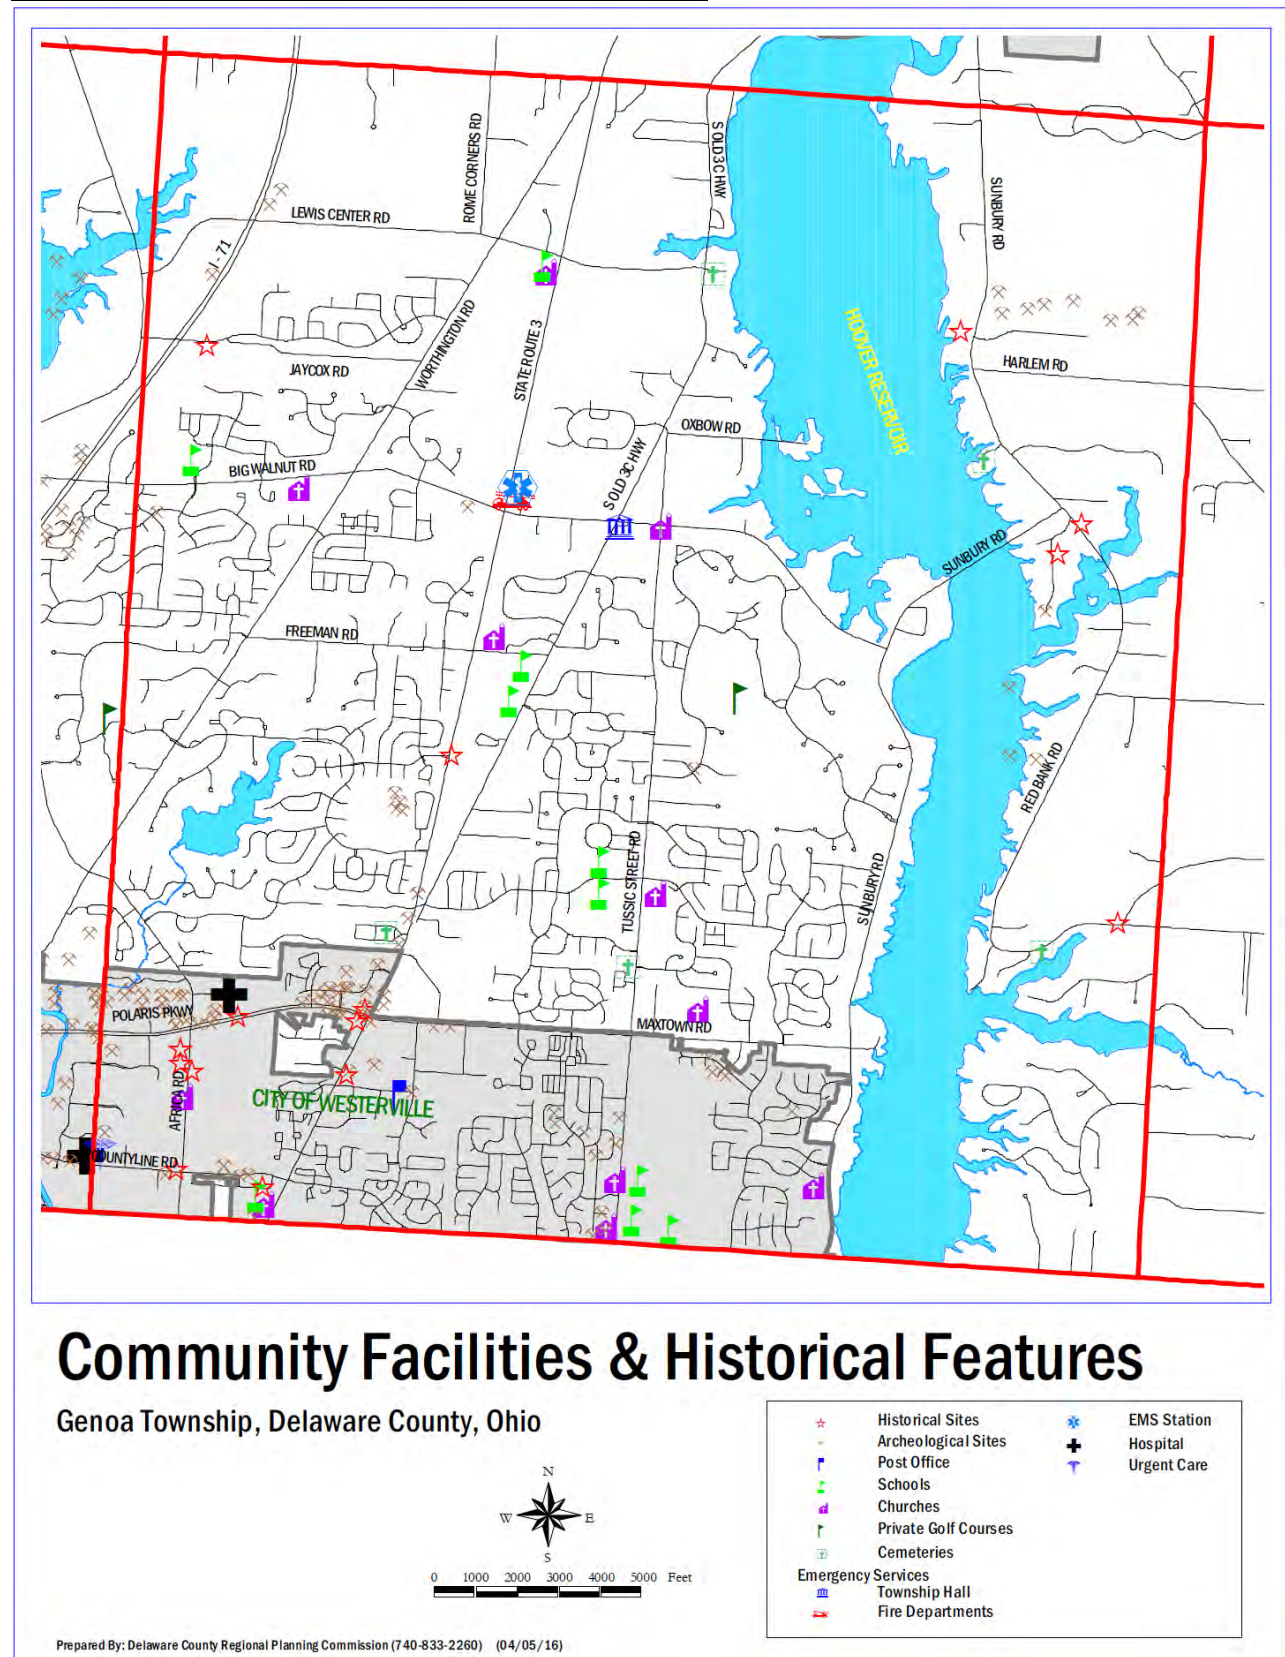 S OLD 3C HWY
ROME CORNERS RD
SUNBURY RD
LEWIS CENTER RD
I - 71
WORTHINGTON RD
STATE ROUTE 3
HOOVER RESERVOIR
JAYCOX RD
HARLEM RD
OXBOW RD
S OLD 3C HWY
BIG WALNUT RD
SUNBURY RD
FREEMAN RD
RED BANK RD
TUSSIC STREET RD
SUNBURY RD
POLARIS PKWY
MAXTOWN RD
AFRICA RD
CITY OF WESTERVILLE
OUNTYLINE RD
Community Facilities & Historical Features
Genoa Township, Delaware County, Ohio
N
W E
S
0 1000 2000 3000 4000 5000 Feet
Historical Sites
Archeological Sites
Post Office
Schools
Churches
Private Golf Courses
Cemeteries
Emergency Services
Township Hall
Fire Departments
EMS Station
Hospital
Urgent Care
Prepared By: Delaware County Regional Planning Commission (740-833-2260) (04/05/16)